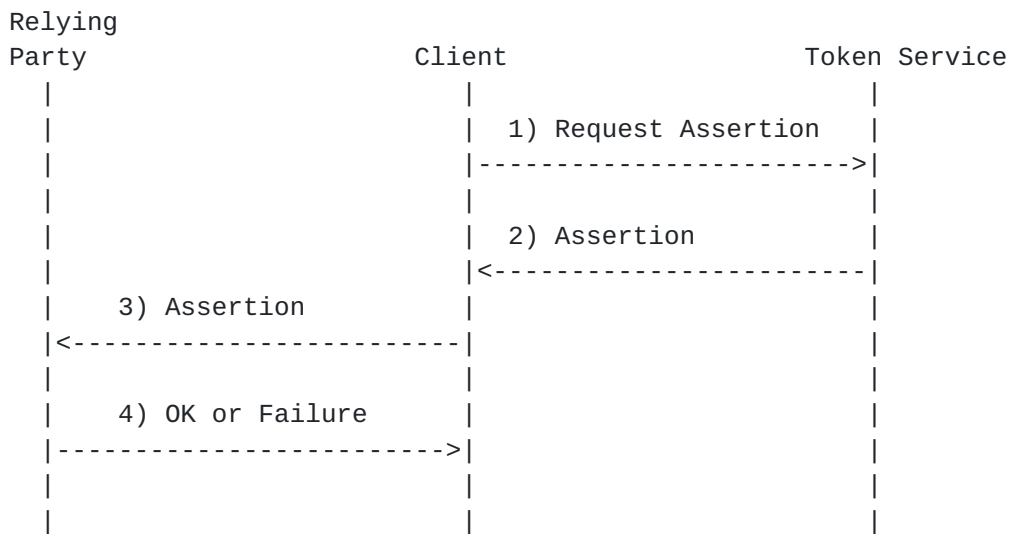 Relying
Party                     Client                   Token Service
  |                          |                         |
  |                          |  1) Request Assertion   |
  |                          |------------------------>|
  |                          |                         |
  |                          |  2) Assertion           |
  |                          |<------------------------|
  |    3) Assertion          |                         |
  |<-------------------------|                         |
  |                          |                         |
  |    4) OK or Failure      |                         |
  |------------------------->|                         |
  |                          |                         |
  |                          |                         |